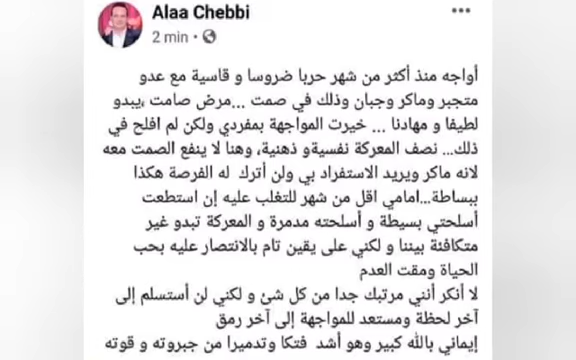 Alaa Chebbi
2 min
أواجه منذ أكثر من شهر حربا ضروسا و قاسية مع عدو
متجبر وماكر وجبان وذلك في صمت ...مرض صامت ،يبدو
لطيفا و مهادنا ... خيرت المواجهة بمفردي ولكن لم افلح في
ذلك... نصف المعركة نفسيةو ذهنية، وهنا لا ينفع الصمت معه
لانه ماكر ويريد الاستفراد بي ولن أترك له الفرصة هكذا
ببساطة...امامي اقل من شهر للتغلب عليه إن استطعت
أسلحتي بسيطة و أسلحته مدمرة و المعركة تبدو غير
متكافئة بيننا و لكني على يقين تام بالانتصار عليه بحب
الحياة ومقت العدم
لا أنكر أنني مرتبك جدا من كل شئ و لكني لن أستسلم إلى
آخر لحظة ومستعد للمواجهة إلى آخر رمق
إيماني بالله كبير وهو أشد فتكا وتدميرا من جبروته و قوته